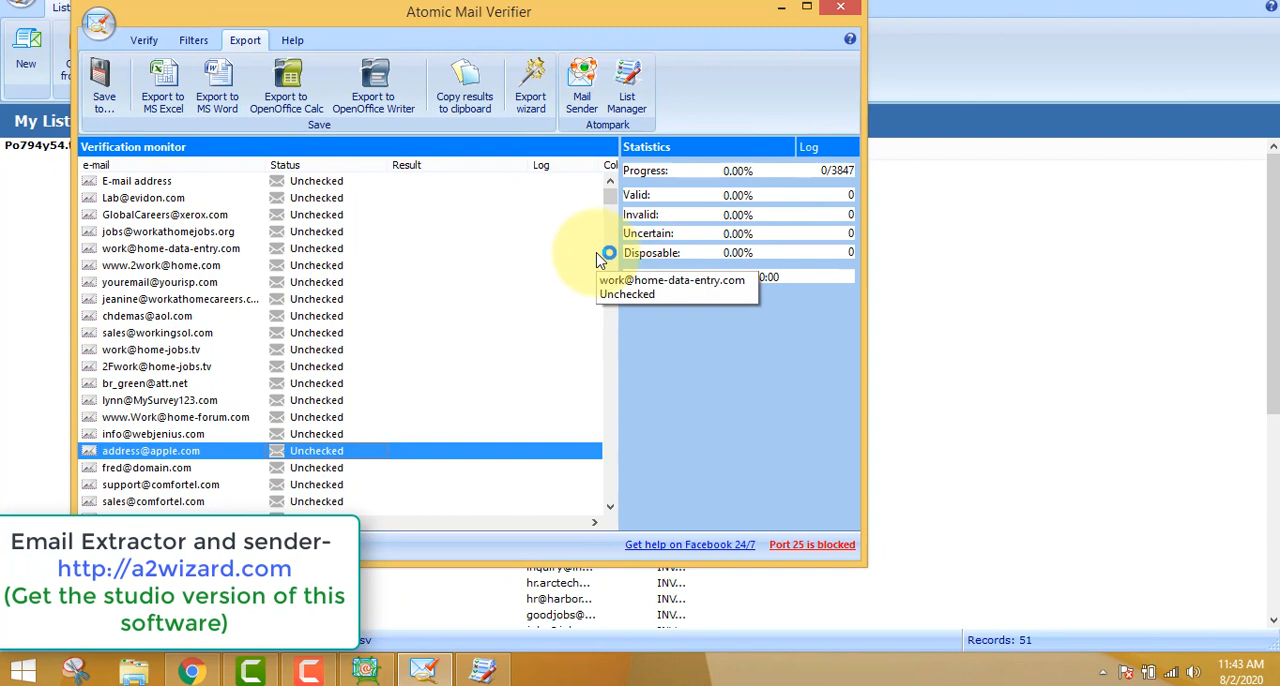 List
Atomic Mail Verifier
Verify Filters Export Help
New
Save to...
Export to MS Excel
Export to MS Word
Export to OpenOffice Calc
Export to OpenOffice Writer
Copy results to clipboard
Export wizard
Mail Sender
List Manager
Save
Atompark
My List
Po794y54.
Verification monitor
Statistics
Log
e-mail Status Result Log Col
E-mail address Unchecked
Lab@evidon.com Unchecked
GlobalCareers@xerox.com Unchecked
jobs@workathomejobs.org Unchecked
work@home-data-entry.com Unchecked
www.2work@home.com Unchecked
youremail@yourisp.com Unchecked
jeanine@workathomecareers.c... Unchecked
chdemas@aol.com Unchecked
sales@workingsol.com Unchecked
work@home-jobs.tv Unchecked
2Fwork@home-jobs.tv Unchecked
br_green@att.net Unchecked
lynn@MySurvey123.com Unchecked
www.Work@home-forum.com Unchecked
info@webjenius.com Unchecked
address@apple.com Unchecked
fred@domain.com Unchecked
support@comfortel.com Unchecked
sales@comfortel.com Unchecked
Progress: 0.00% 0/3847
Valid: 0.00% 0
Invalid: 0.00% 0
Uncertain: 0.00% 0
Disposable: 0.00% 0
0:00
work@home-data-entry.com
Unchecked
Get help on Facebook 24/7 Port 25 is blocked
Email Extractor and sender-
http://a2wizard.com
(Get the studio version of this
software)
hr.arctech... INV...
hr@harbor... INV...
goodjobs@... INV...
INV...
sv
Records: 51
11:43 AM
8/2/2020